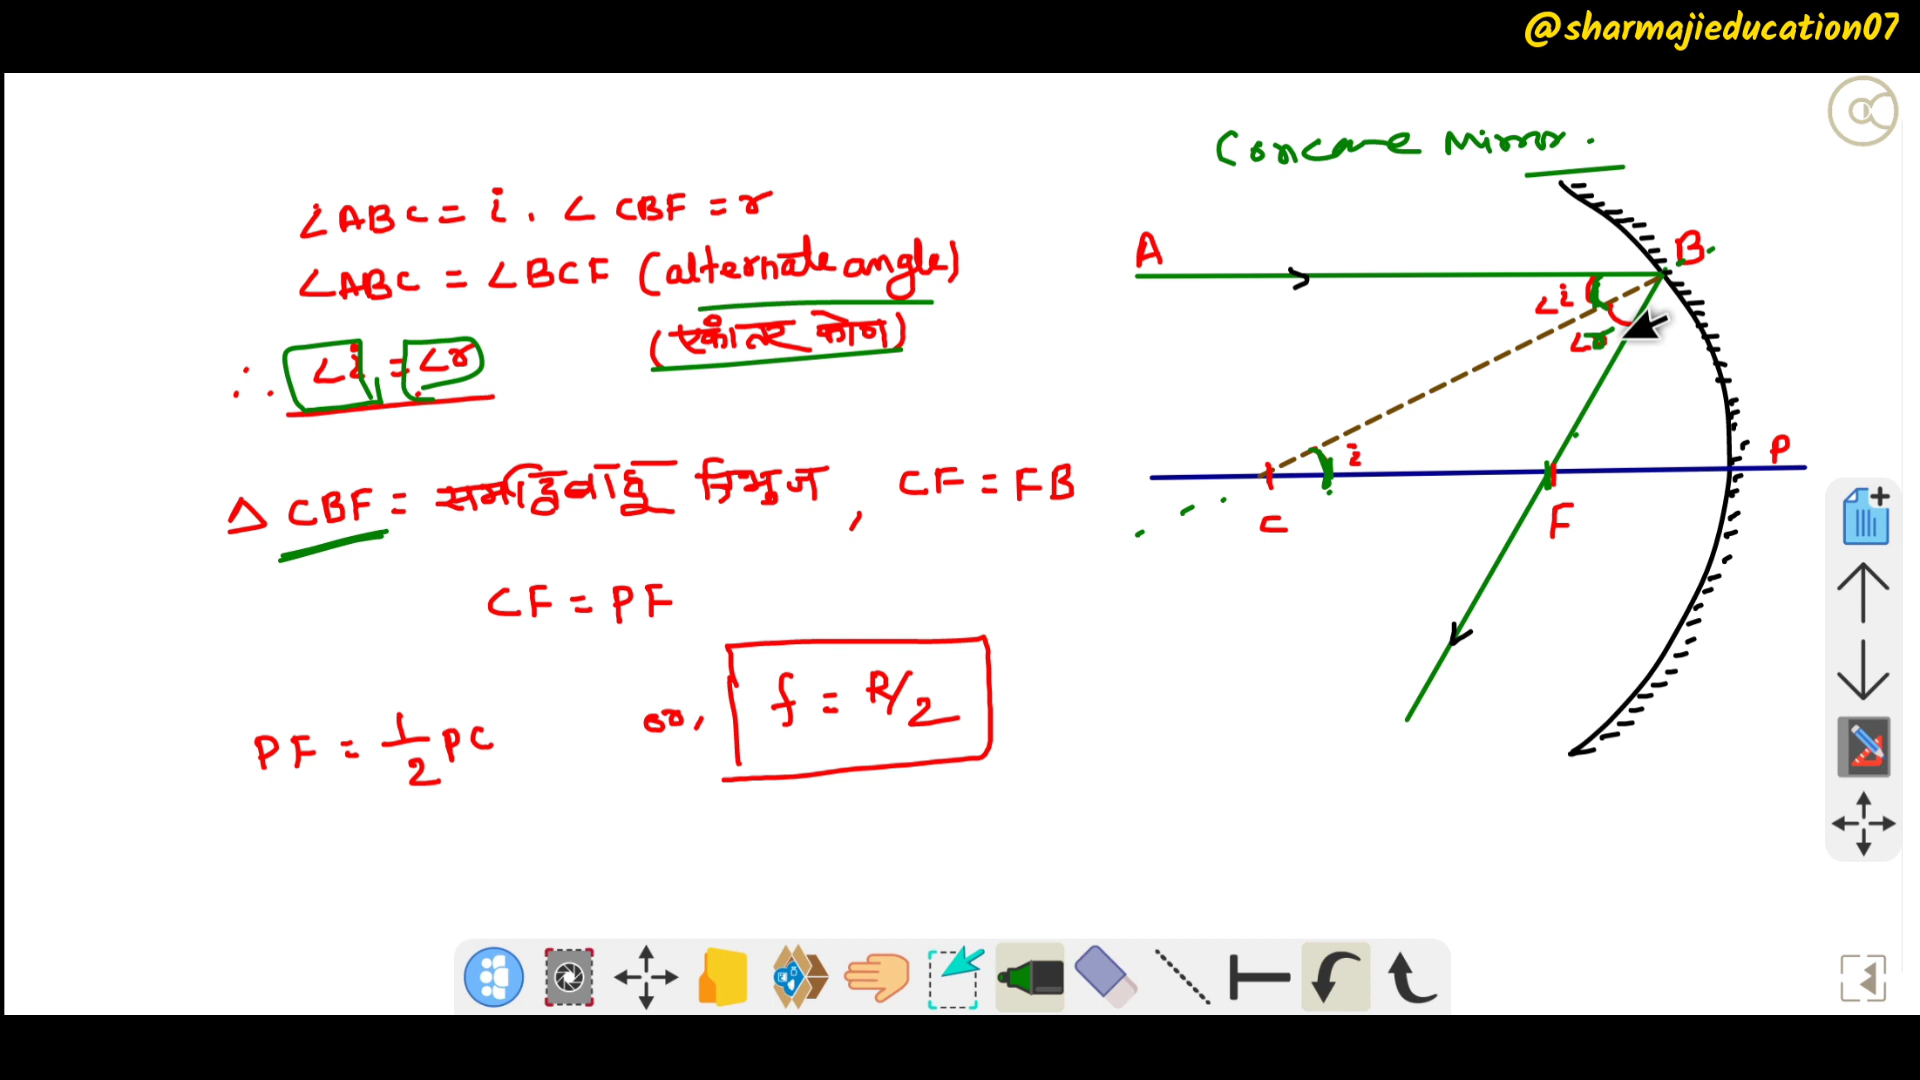 @sharmajieducation07
Concave Mirror.
∠ABC = i. ∠CBF = r
∠ABC = ∠BCF (alternate angle)
(एकांतर कोण)
∴ ∠i = ∠r
Δ CBF = समद्विबाहु त्रिभुज, CF = FB
CF = PF
PF = 1/2 PC or, f = R/2
A
B
∠i
∠r
i
P
C
F